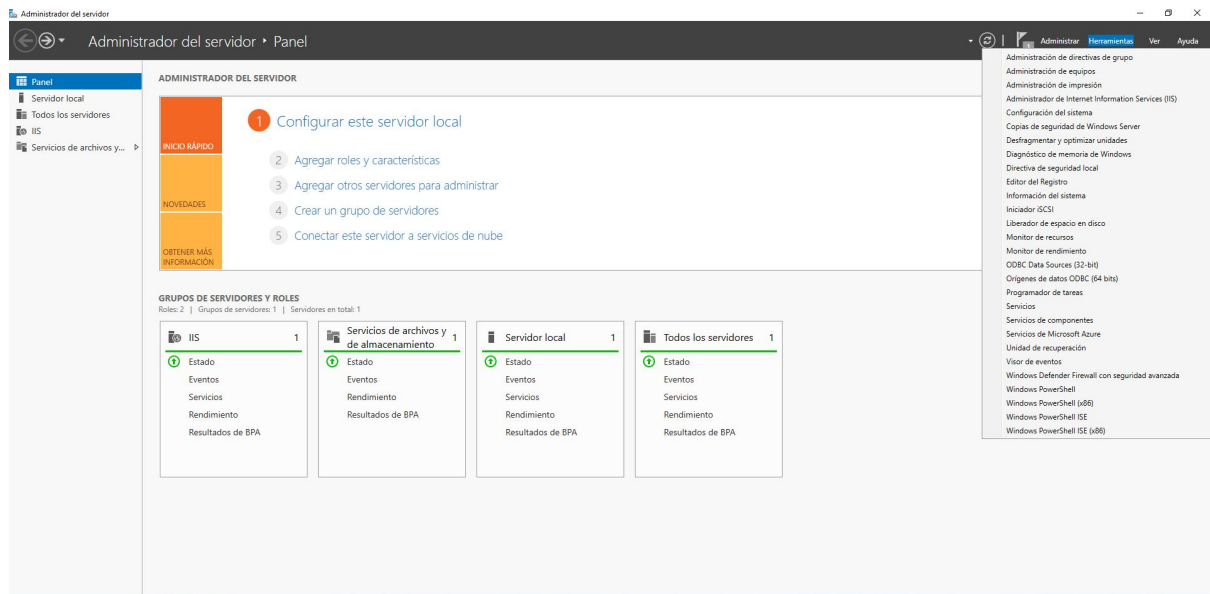 Administrador del servidor
Administrador del servidor ‣ Panel
1
Administrar Herramientas Ver Ayuda
Panel
Servidor local
Todos los servidores
IIS
Servicios de archivos y...
ADMINISTRADOR DEL SERVIDOR
INICIO RÁPIDO
NOVEDADES
OBTENER MÁS
INFORMACIÓN
1 Configurar este servidor local
2 Agregar roles y características
3 Agregar otros servidores para administrar
4 Crear un grupo de servidores
5 Conectar este servidor a servicios de nube
GRUPOS DE SERVIDORES Y ROLES
Roles: 2 | Grupos de servidores: 1 | Servidores en total: 1
IIS 1
Estado
Eventos
Servicios
Rendimiento
Resultados de BPA
Servicios de archivos y
de almacenamiento 1
Estado
Eventos
Rendimiento
Resultados de BPA
Servidor local 1
Estado
Eventos
Servicios
Rendimiento
Resultados de BPA
Todos los servidores 1
Estado
Eventos
Servicios
Rendimiento
Resultados de BPA
Administración de directivas de grupo
Administración de equipos
Administración de impresión
Administrador de Internet Information Services (IIS)
Configuración del sistema
Copias de seguridad de Windows Server
Desfragmentar y optimizar unidades
Diagnóstico de memoria de Windows
Directiva de seguridad local
Editor del Registro
Información del sistema
Iniciador iSCSI
Liberador de espacio en disco
Monitor de recursos
Monitor de rendimiento
ODBC Data Sources (32-bit)
Orígenes de datos ODBC (64 bits)
Programador de tareas
Servicios
Servicios de componentes
Servicios de Microsoft Azure
Unidad de recuperación
Visor de eventos
Windows Defender Firewall con seguridad avanzada
Windows PowerShell
Windows PowerShell (x86)
Windows PowerShell ISE
Windows PowerShell ISE (x86)